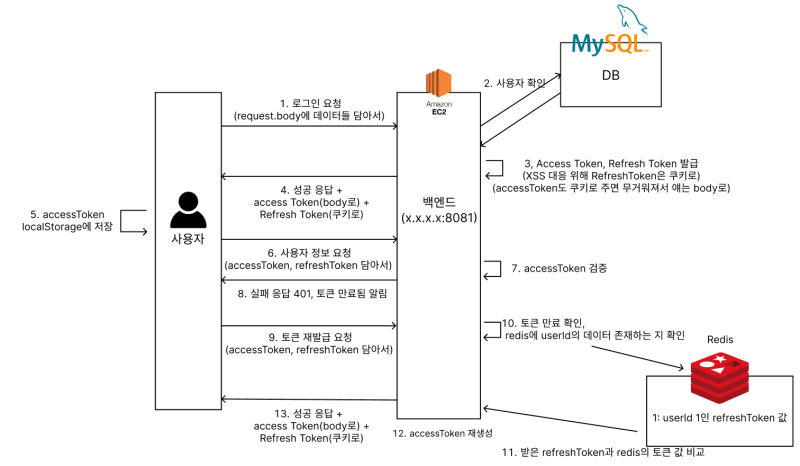 MySQL
DB
2. 사용자 확인
Amazon
EC2
1. 로그인 요청
(request.body에 데이터들 담아서)
3, Access Token, Refresh Token 발급
(XSS 대응 위해 RefreshToken은 쿠키로)
(accessToken도 쿠키로 주면 무거워져서 얘는 body로)
4. 성공 응답 +
access Token(body로) +
Refresh Token(쿠키로)
백엔드
(x.x.x.x:8081)
5. accessToken
localStorage에 저장
사용자
6. 사용자 정보 요청
(accessToken, refreshToken 담아서)
7. accessToken 검증
8. 실패 응답 401, 토큰 만료됨 알림
9. 토큰 재발급 요청
(accessToken, refreshToken 담아서)
10. 토큰 만료 확인,
redis에 userId의 데이터 존재하는 지 확인
Redis
1: userId 1인 refreshToken 값
13. 성공 응답 +
access Token(body로) +
Refresh Token(쿠키로)
12. accessToken 재생성
11. 받은 refreshToken과 redis의 토큰 값 비교